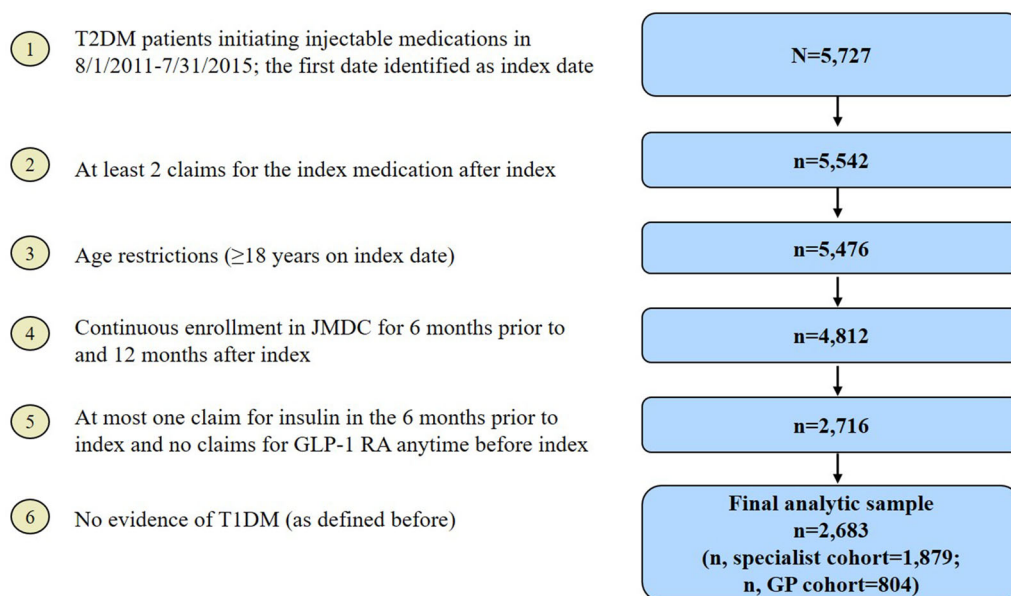 1
T2DM patients initiating injectable medications in
8/1/2011-7/31/2015; the first date identified as index date
N=5,727
2
At least 2 claims for the index medication after index
n=5,542
3
Age restrictions (≥18 years on index date)
n=5,476
4
Continuous enrollment in JMDC for 6 months prior to
and 12 months after index
n=4,812
5
At most one claim for insulin in the 6 months prior to
index and no claims for GLP-1 RA anytime before index
n=2,716
6
No evidence of T1DM (as defined before)
Final analytic sample
n=2,683
(n, specialist cohort=1,879;
n, GP cohort=804)